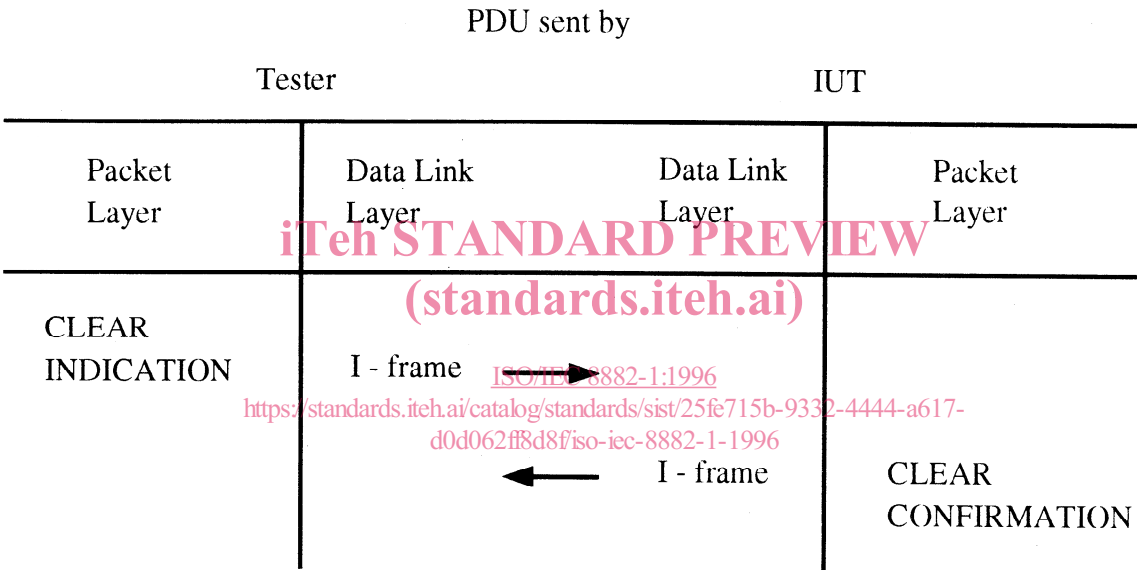 PDU sent by
Tester IUT
Packet Layer Data Link Layer Data Link Layer Packet Layer
iTeh STANDARD PREVIEW
(standards.iteh.ai)
CLEAR
INDICATION I - frame
ISO/IEC 8882-1:1996
https://standards.iteh.ai/catalog/standards/sist/25fe715b-9332-4444-a617-
d0d062ff8d8f/iso-iec-8882-1-1996
I - frame CLEAR
CONFIRMATION